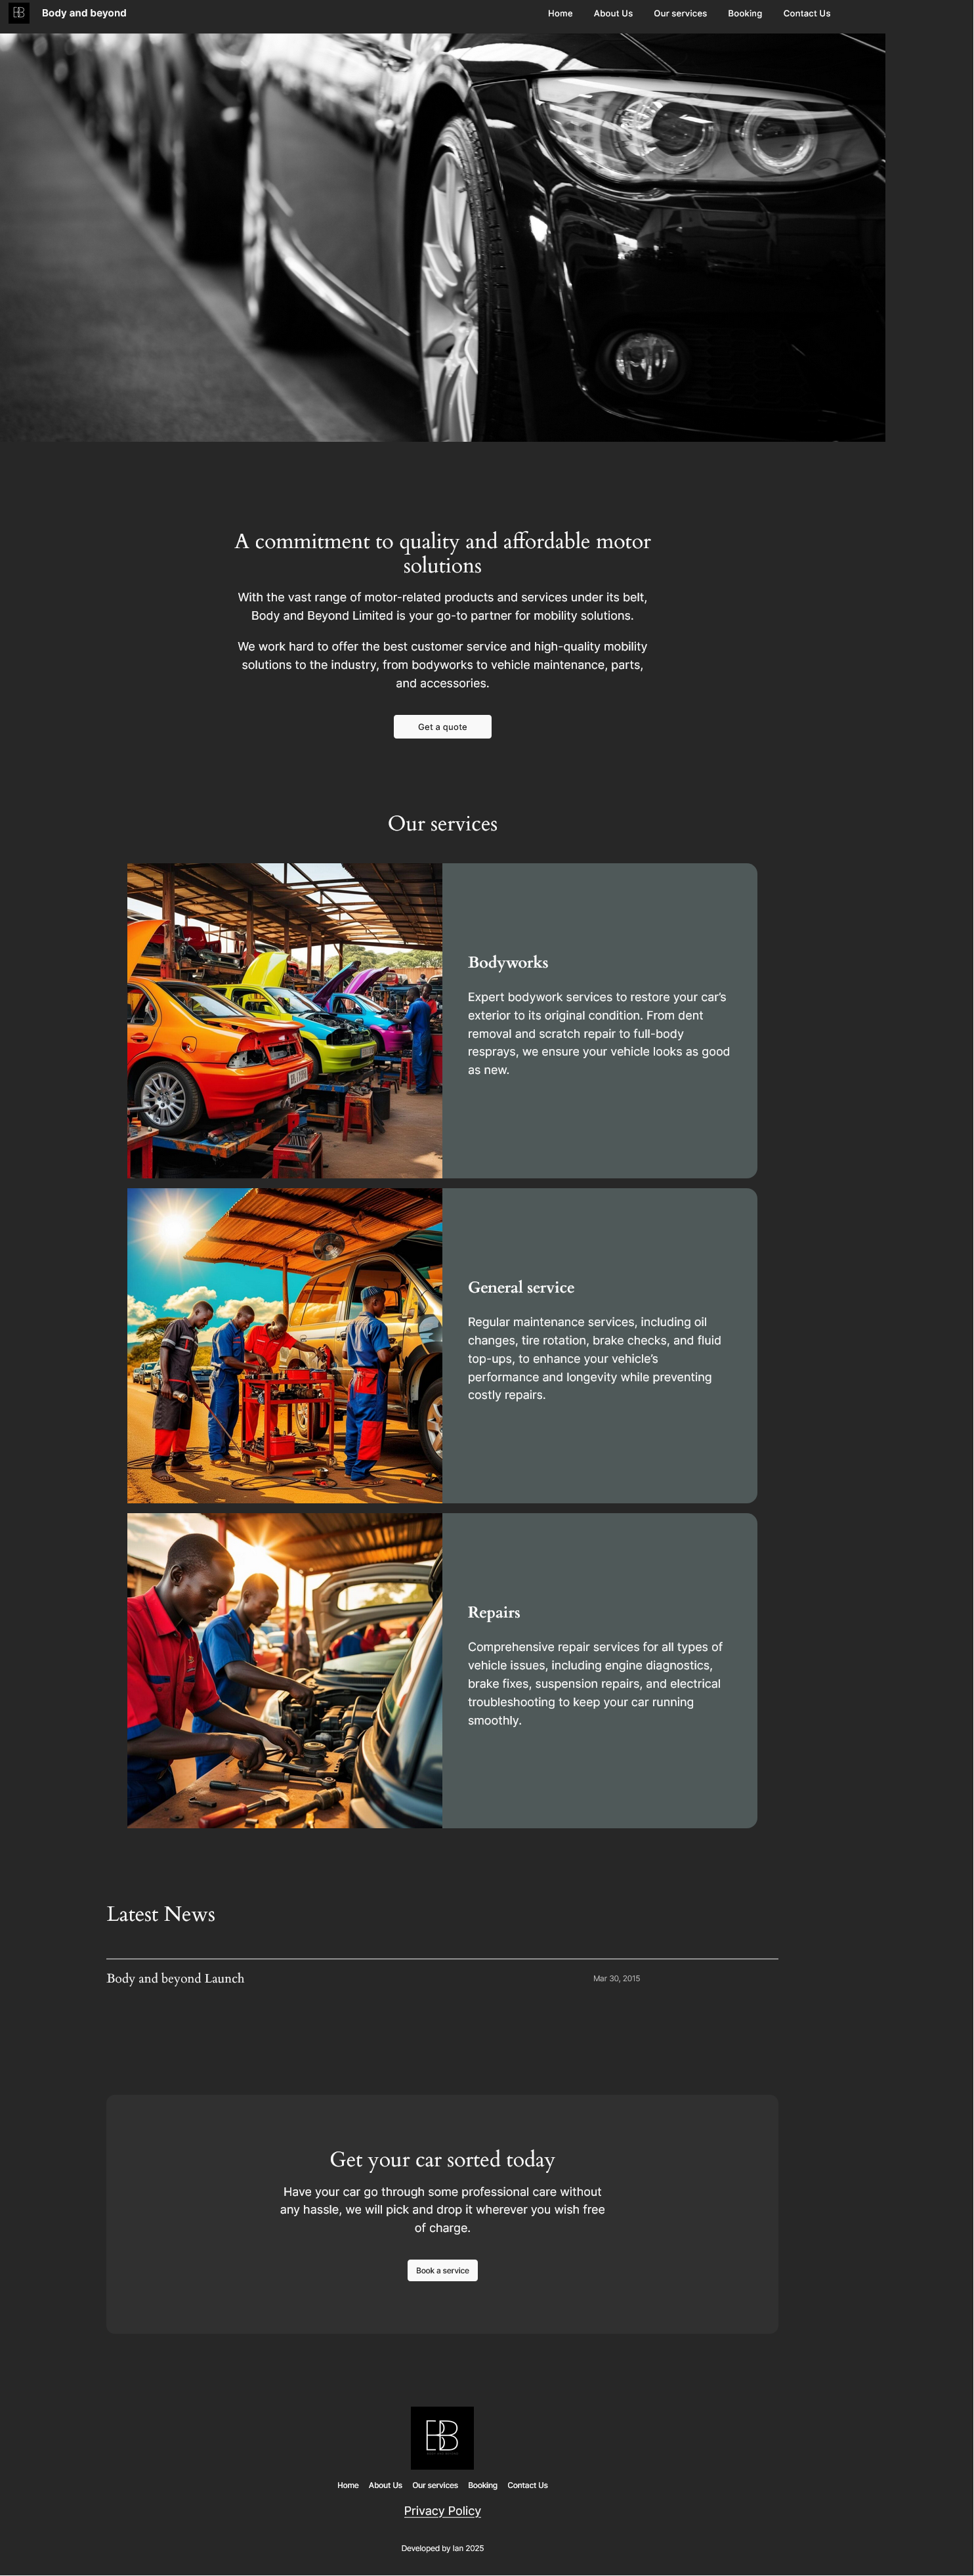 BB
Body and beyond
Home About Us Our services Booking Contact Us
A commitment to quality and affordable motor
solutions
With the vast range of motor-related products and services under its belt,
Body and Beyond Limited is your go-to partner for mobility solutions.
We work hard to offer the best customer service and high-quality mobility
solutions to the industry, from bodyworks to vehicle maintenance, parts,
and accessories.
Get a quote
Our services
Bodyworks
Expert bodywork services to restore your car’s
exterior to its original condition. From dent
removal and scratch repair to full-body
resprays, we ensure your vehicle looks as good
as new.
General service
Regular maintenance services, including oil
changes, tire rotation, brake checks, and fluid
top-ups, to enhance your vehicle’s
performance and longevity while preventing
costly repairs.
Repairs
Comprehensive repair services for all types of
vehicle issues, including engine diagnostics,
brake fixes, suspension repairs, and electrical
troubleshooting to keep your car running
smoothly.
Latest News
Body and beyond Launch
Mar 30, 2015
Get your car sorted today
Have your car go through some professional care without
any hassle, we will pick and drop it wherever you wish free
of charge.
Book a service
BB
Home About Us Our services Booking Contact Us
Privacy Policy
Developed by Ian 2025